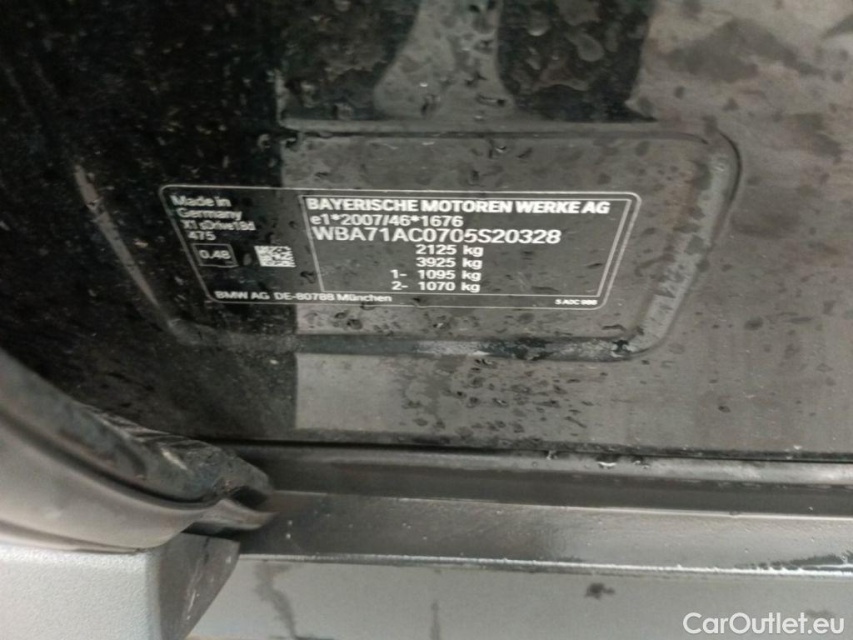 Made in
Germany
X1 sDrive18d
475
0.48
BAYERISCHE MOTOREN WERKE AG
e1*2007/46*1676
WBA71AC0705S20328
2125 kg
3925 kg
1- 1095 kg
2- 1070 kg
BMW AG DE-80788 München
CarOutlet.eu